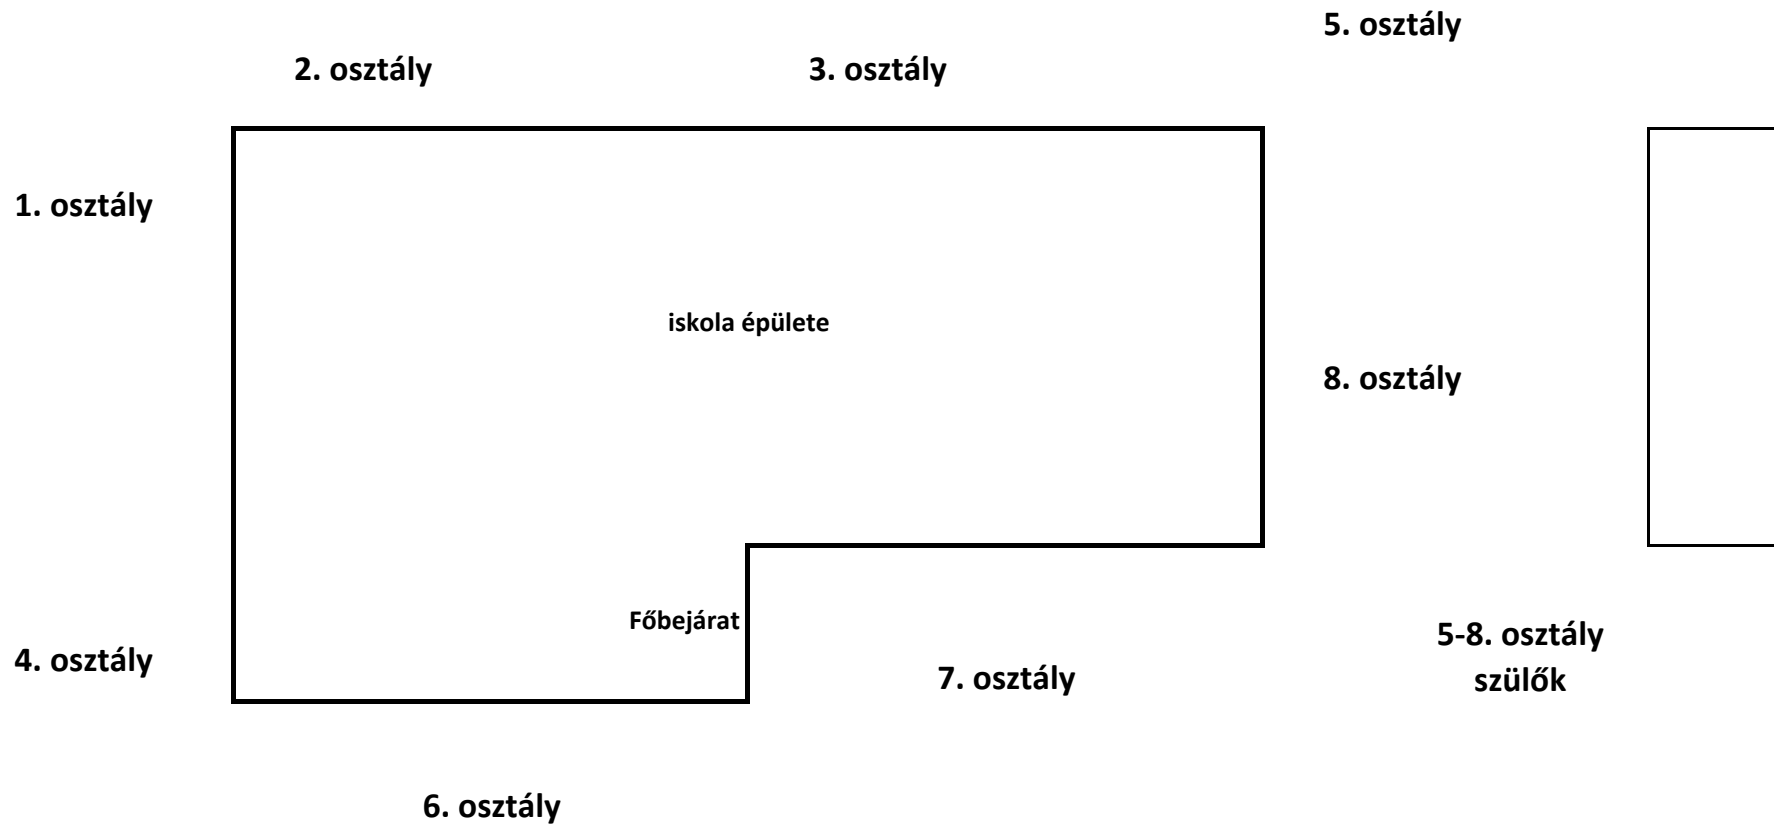 5. osztály
2. osztály
3. osztály
1. osztály
iskola épülete
8. osztály
Főbejárat
4. osztály
7. osztály
5-8. osztály
szülők
6. osztály